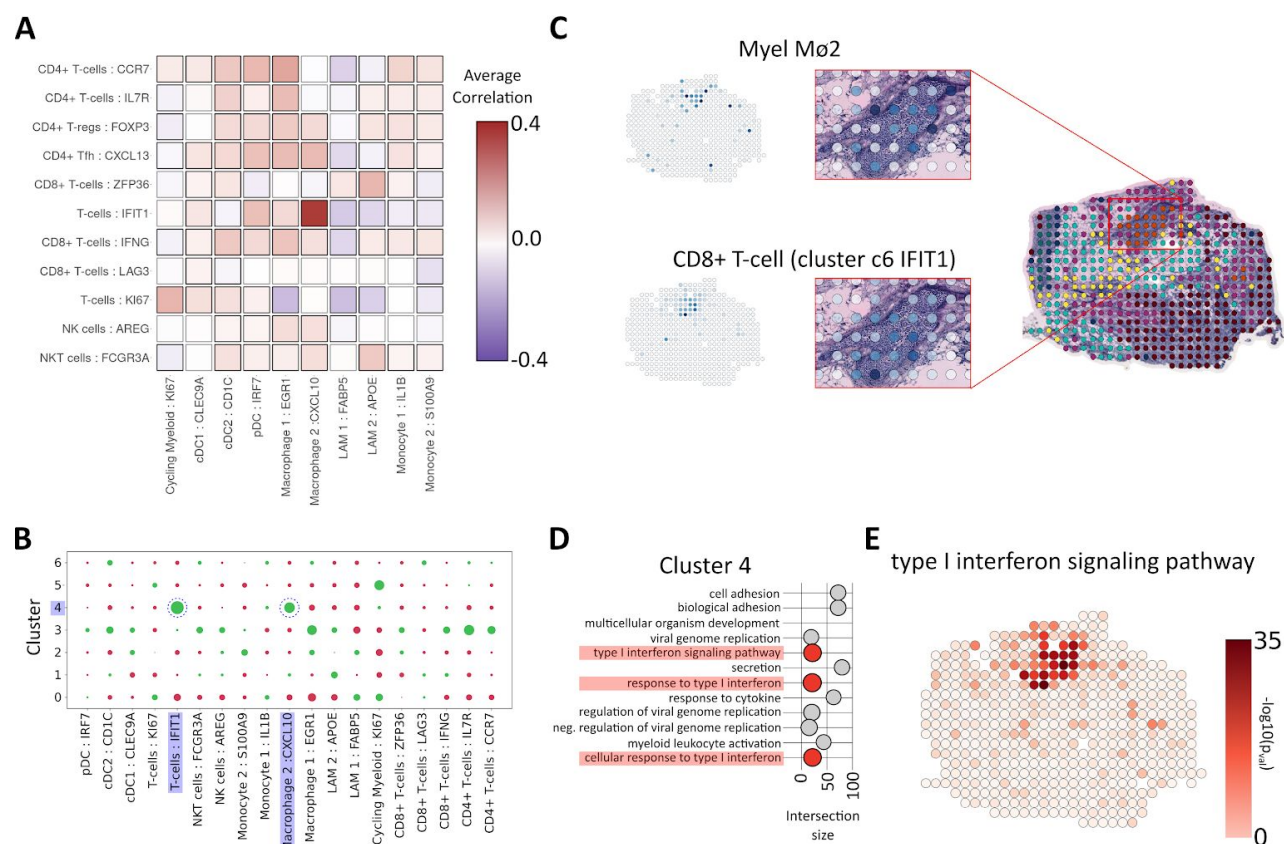 A
CD4+ T-cells : CCR7
CD4+ T-cells : IL7R
CD4+ T-regs : FOXP3
CD4+ Tfh : CXCL13
CD8+ T-cells : ZFP36
T-cells : IFIT1
CD8+ T-cells : IFNG
CD8+ T-cells : LAG3
T-cells : KI67
NK cells : AREG
NKT cells : FCGR3A
Cycling Myeloid : KI67
cDC1 : CLEC9A
cDC2 : CD1C
pDC : IRF7
Macrophage 1 : EGR1
Macrophage 2 :CXCL10
LAM 1 : FABP5
LAM 2 : APOE
Monocyte 1 : IL1B
Monocyte 2 : S100A9
Average
Correlation
0.4
0.0
-0.4
C
Myel Mø2
CD8+ T-cell (cluster c6 IFIT1)
B
Cluster
6
5
4
3
2
1
0
pDC : IRF7
cDC2 : CD1C
cDC1 : CLEC9A
T-cells : KI67
T-cells : IFIT1
NKT cells : FCGR3A
NK cells : AREG
Monocyte 2 : S100A9
Monocyte 1 : IL1B
Macrophage 2 :CXCL10
Macrophage 1 : EGR1
LAM 2 : APOE
LAM 1 : FABP5
Cycling Myeloid : KI67
CD8+ T-cells : ZFP36
CD8+ T-cells : LAG3
CD8+ T-cells : IFNG
CD4+ T-cells : IL7R
CD4+ T-cells : CCR7
D
Cluster 4
cell adhesion
biological adhesion
multicellular organism development
viral genome replication
type I interferon signaling pathway
secretion
response to type I interferon
response to cytokine
regulation of viral genome replication
neg. regulation of viral genome replication
myeloid leukocyte activation
cellular response to type I interferon
0
50
100
Intersection
size
E
type I interferon signaling pathway
35
-log10(pval)
0